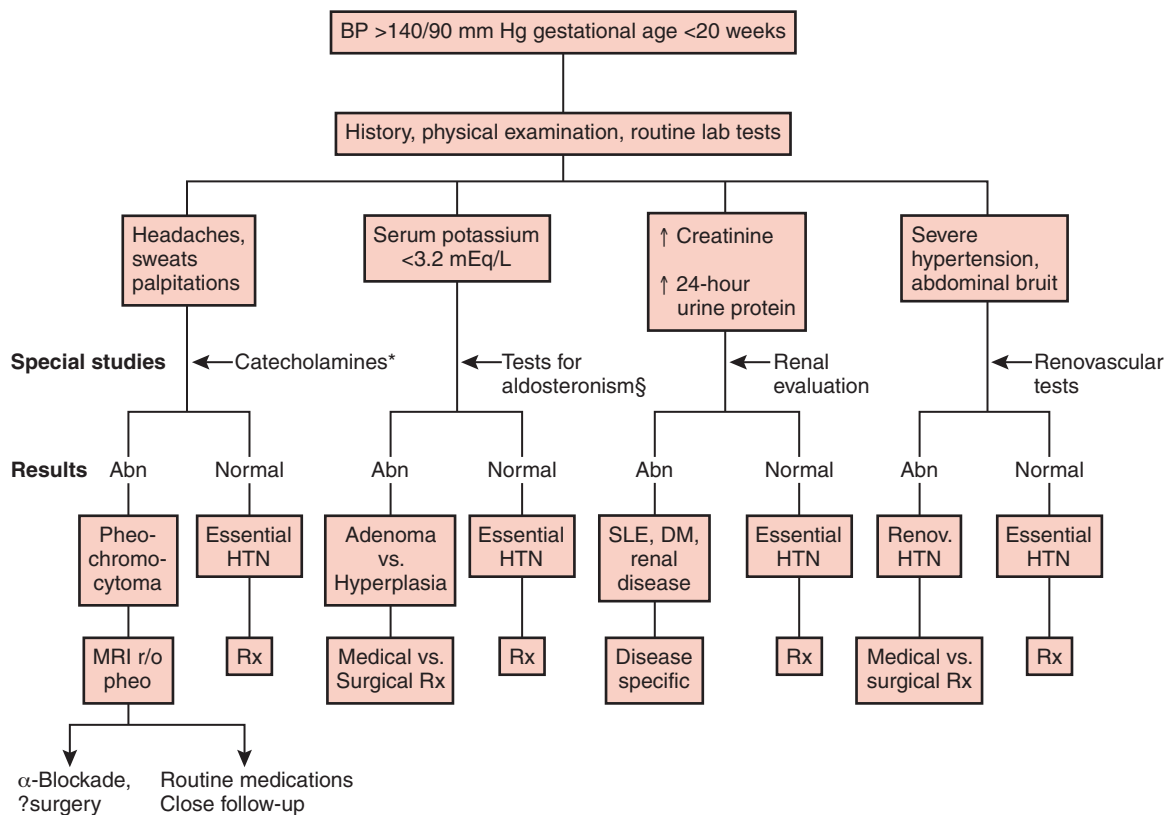 BP >140/90 mm Hg gestational age <20 weeks
History, physical examination, routine lab tests
Headaches,
sweats
palpitations
Serum potassium
<3.2 mEq/L
↑ Creatinine
↑ 24-hour
urine protein
Severe
hypertension,
abdominal bruit
Special studies
Catecholamines*
Tests for
aldosteronism§
Renal
evaluation
Renovascular
tests
Results
Abn
Normal
Abn
Normal
Abn
Normal
Abn
Normal
Pheo-
chromo-
cytoma
Essential
HTN
Adenoma
vs.
Hyperplasia
Essential
HTN
SLE, DM,
renal
disease
Essential
HTN
Renov.
HTN
Essential
HTN
MRI r/o
pheo
Rx
Medical vs.
Surgical Rx
Rx
Disease
specific
Rx
Medical vs.
surgical Rx
Rx
α-Blockade,
?surgery
Routine medications
Close follow-up